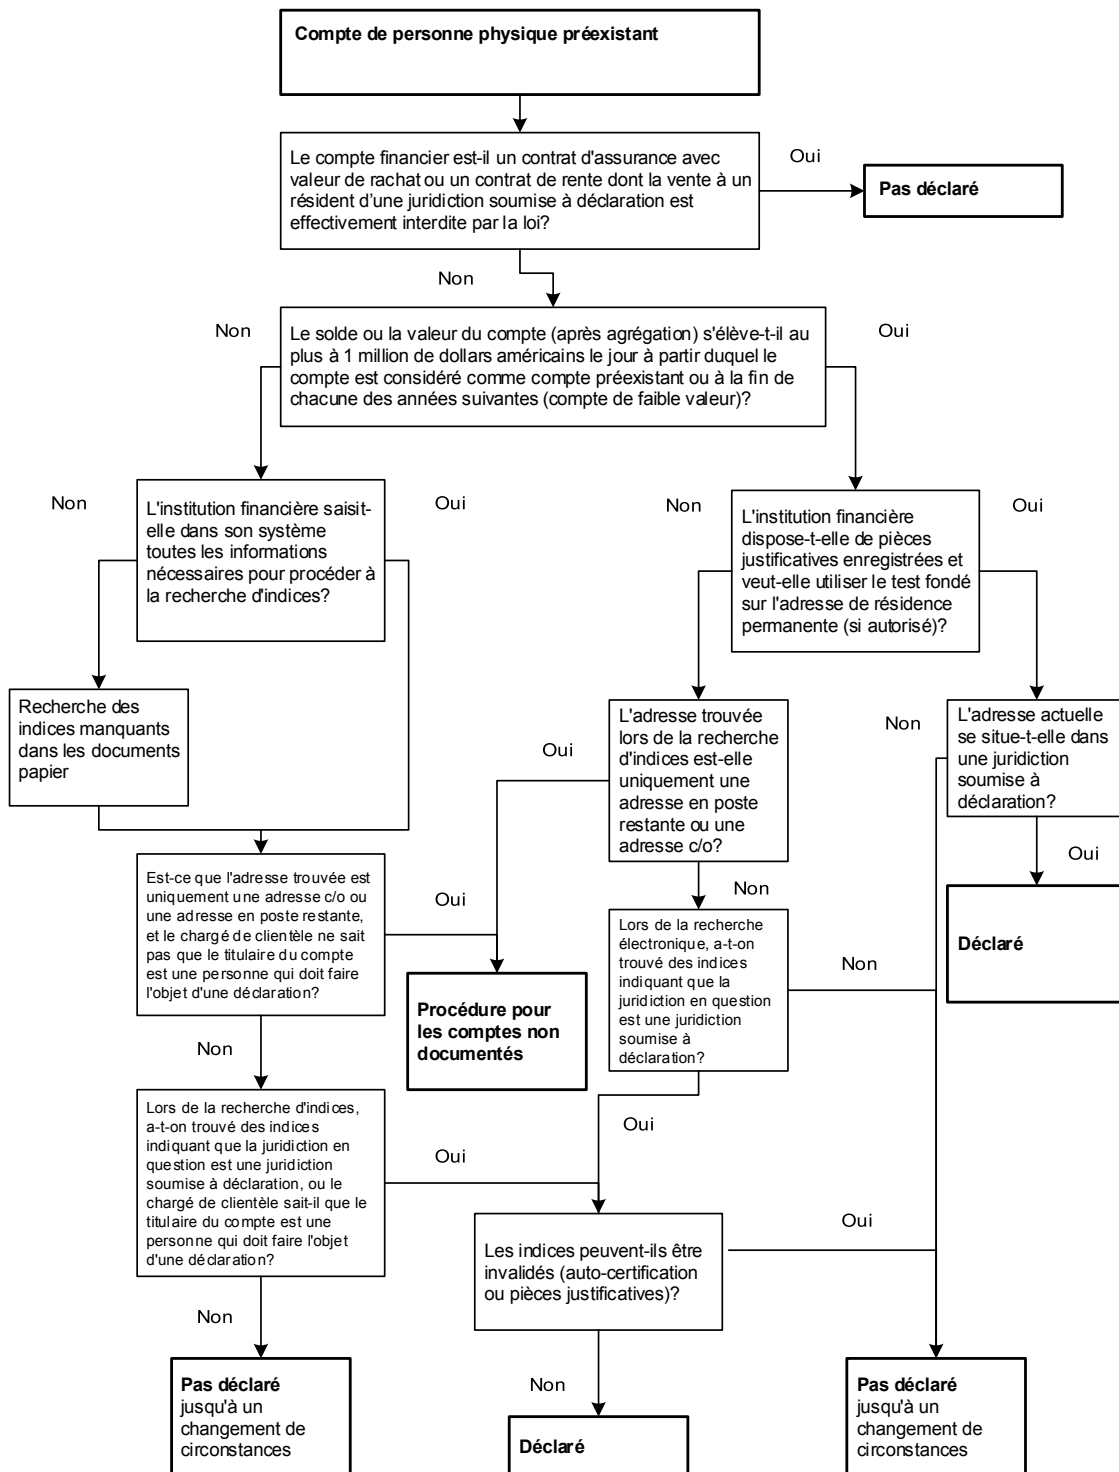 Compte de personne physique préexistant
Le compte financier est-il un contrat d'assurance avec
valeur de rachat ou un contrat de rente dont la vente à un
résident d'une juridiction soumise à déclaration est
effectivement interdite par la loi?
Oui
Pas déclaré
Non
Le solde ou la valeur du compte (après agrégation) s'élève-t-il au
plus à 1 million de dollars américains le jour à partir duquel le
compte est considéré comme compte préexistant ou à la fin de
chacune des années suivantes (compte de faible valeur)?
Non
Oui
L'institution financière saisit-
elle dans son système
toutes les informations
nécessaires pour procéder à
la recherche d'indices?
Non
Oui
L'institution financière
dispose-t-elle de pièces
justificatives enregistrées et
veut-elle utiliser le test fondé
sur l'adresse de résidence
permanente (si autorisé)?
Non
Oui
Recherche des
indices manquants
dans les documents
papier
L'adresse trouvée
lors de la recherche
d'indices est-elle
uniquement une
adresse en poste
restante ou une
adresse c/o?
Oui
Non
L'adresse actuelle
se situe-t-elle dans
une juridiction
soumise à
déclaration?
Non
Oui
Déclaré
Est-ce que l'adresse trouvée est
uniquement une adresse c/o ou
une adresse en poste restante,
et le chargé de clientèle ne sait
pas que le titulaire du compte
est une personne qui doit faire
l'objet d'une déclaration?
Oui
Procédure pour
les comptes non
documentés
Lors de la recherche
électronique, a-t-on
trouvé des indices
indiquant que la
juridiction en question
est une juridiction
soumise à
déclaration?
Non
Oui
Non
Lors de la recherche d'indices,
a-t-on trouvé des indices
indiquant que la juridiction en
question est une juridiction
soumise à déclaration, ou le
chargé de clientèle sait-il que le
titulaire du compte est une
personne qui doit faire l'objet
d'une déclaration?
Oui
Les indices peuvent-ils être
invalidés (auto-certification
ou pièces justificatives)?
Oui
Non
Non
Pas déclaré
jusqu'à un
changement de
circonstances
Déclaré
Pas déclaré
jusqu'à un
changement de
circonstances